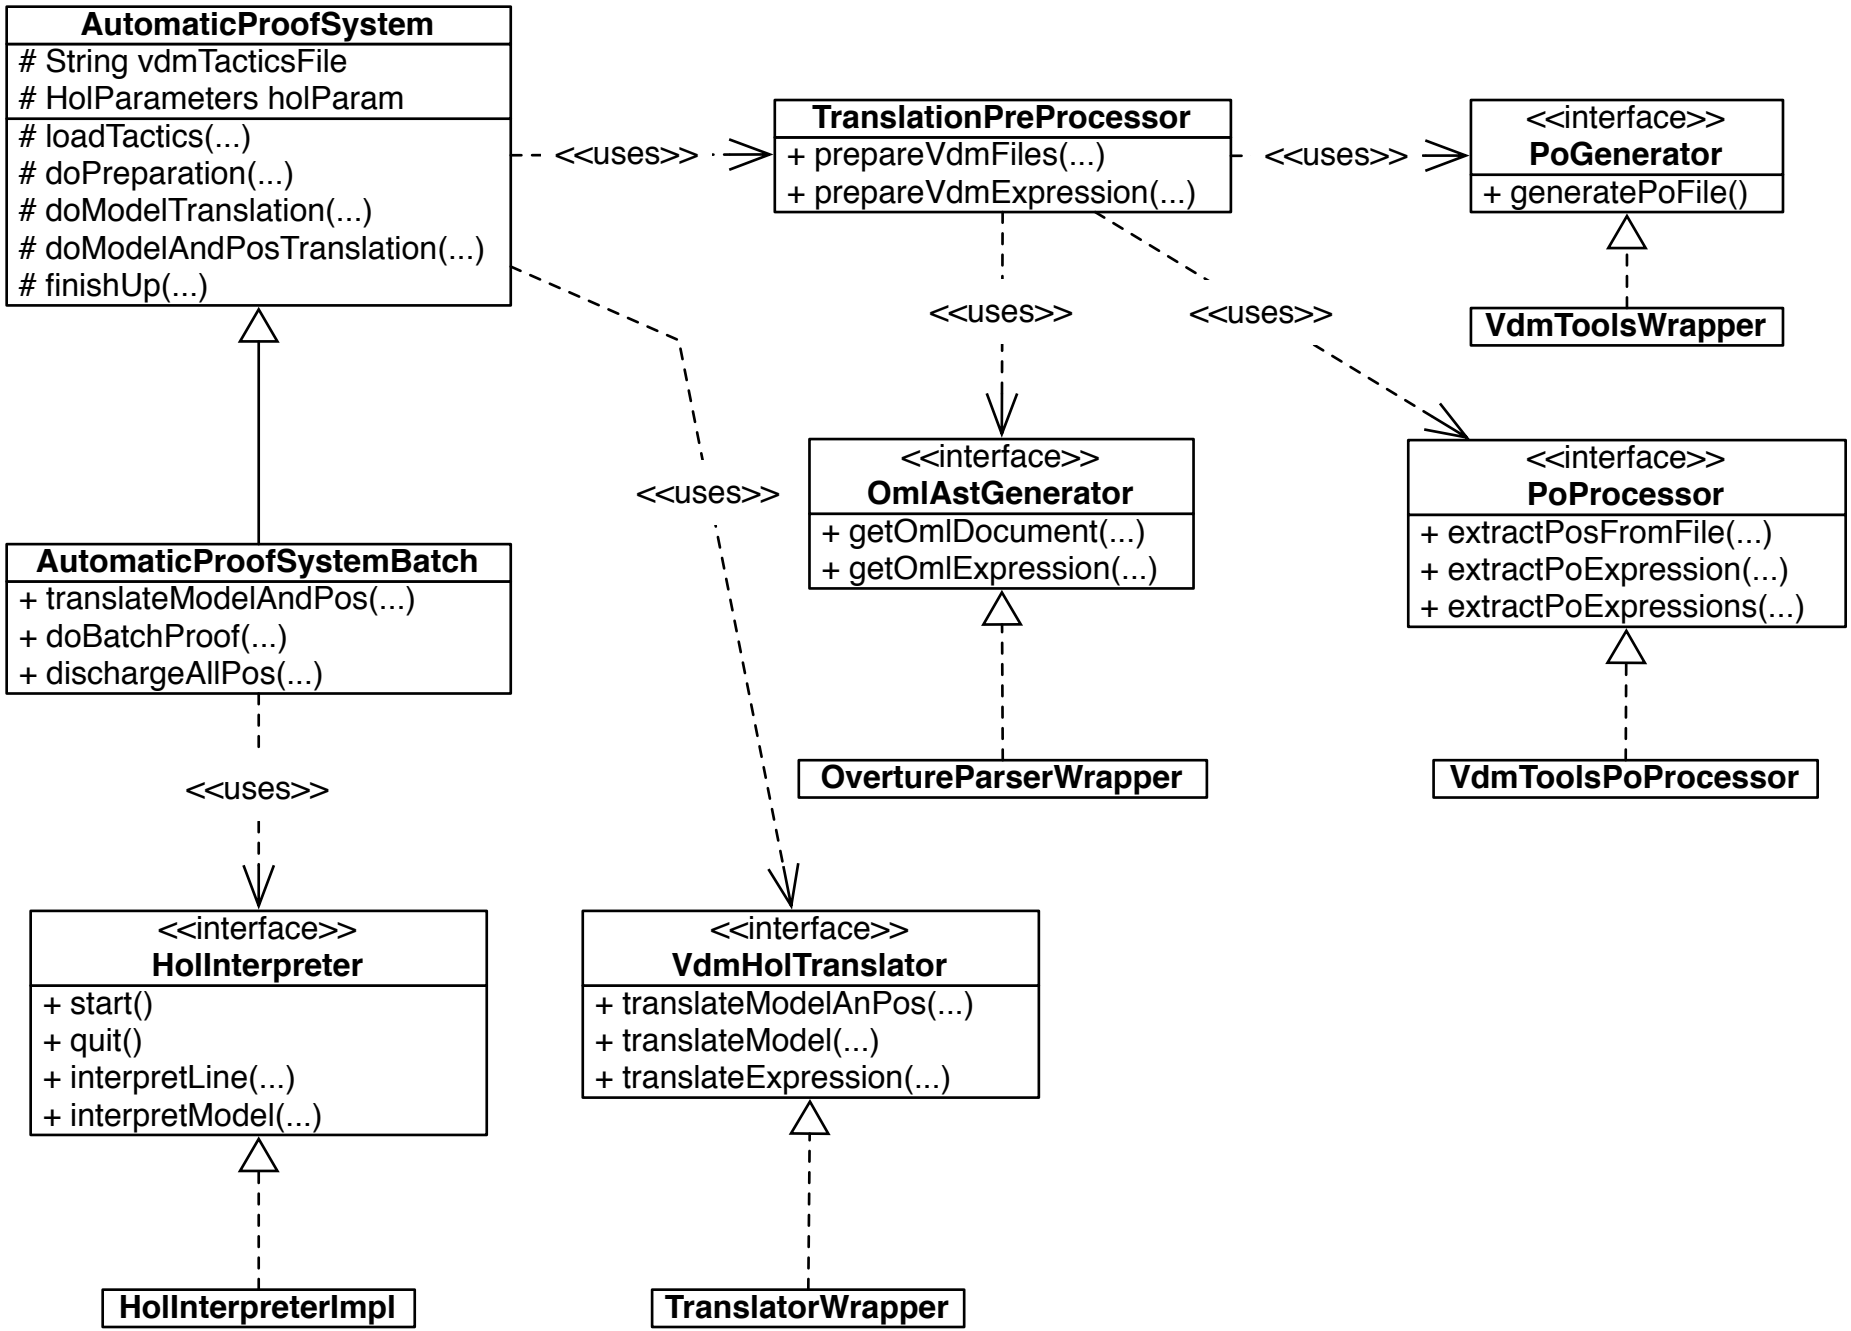 AutomaticProofSystem
# String vdmTacticsFile
# HolParameters holParam
# loadTactics(...)
# doPreparation(...)
# doModelTranslation(...)
# doModelAndPosTranslation(...)
# finishUp(...)
<<uses>>
TranslationPreProcessor
+ prepareVdmFiles(...)
+ prepareVdmExpression(...)
<<uses>>
<<interface>>
PoGenerator
+ generatePoFile()
VdmToolsWrapper
<<uses>>
<<uses>>
<<uses>>
<<interface>>
OmlAstGenerator
+ getOmlDocument(...)
+ getOmlExpression(...)
<<interface>>
PoProcessor
+ extractPosFromFile(...)
+ extractPoExpression(...)
+ extractPoExpressions(...)
AutomaticProofSystemBatch
+ translateModelAndPos(...)
+ doBatchProof(...)
+ dischargeAllPos(...)
<<uses>>
OvertureParserWrapper
VdmToolsPoProcessor
<<interface>>
HolInterpreter
+ start()
+ quit()
+ interpretLine(...)
+ interpretModel(...)
<<interface>>
VdmHolTranslator
+ translateModelAnPos(...)
+ translateModel(...)
+ translateExpression(...)
HolInterpreterImpl
TranslatorWrapper